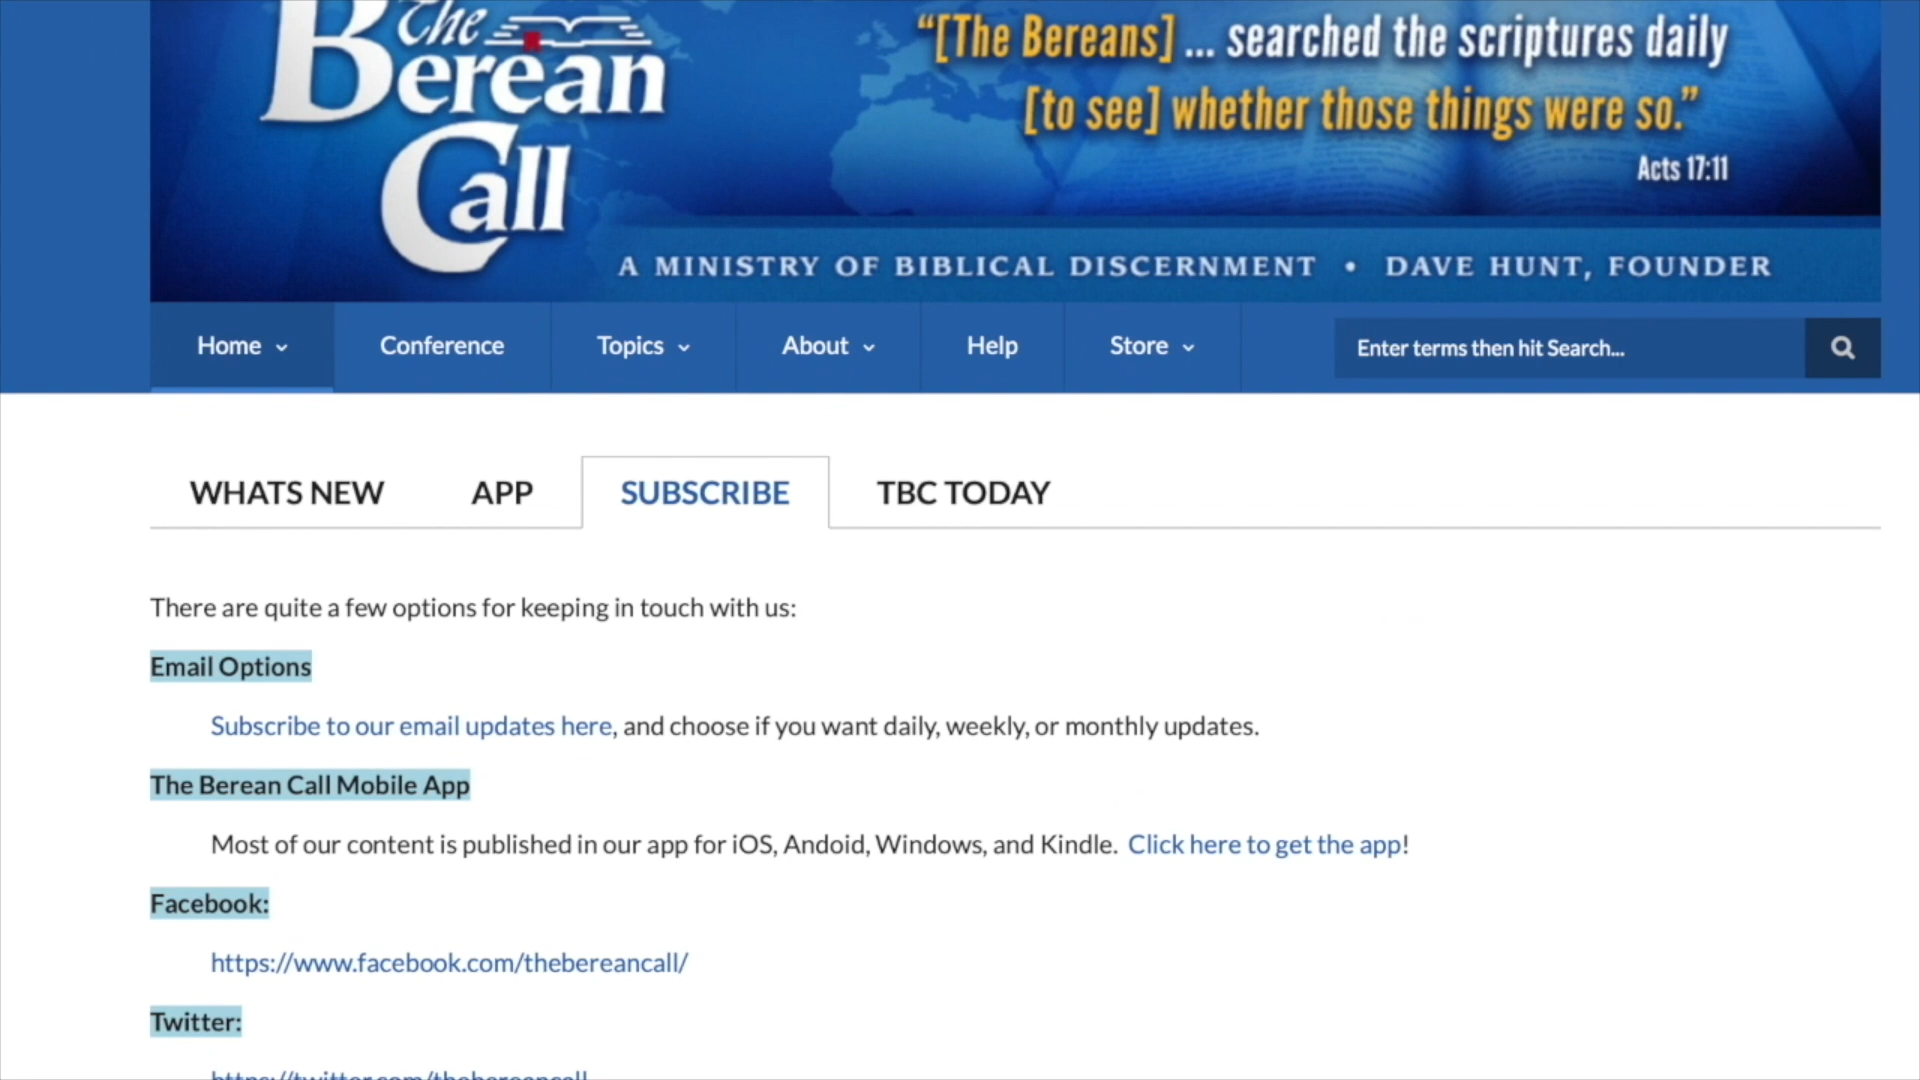 The
Berean
Call
“[The Bereans] ... searched the scriptures daily
[to see] whether those things were so.”
Acts 17:11
A MINISTRY OF BIBLICAL DISCERNMENT • DAVE HUNT, FOUNDER
Home Conference Topics About Help Store Enter terms then hit Search...
WHATS NEW APP SUBSCRIBE TBC TODAY
There are quite a few options for keeping in touch with us:
Email Options
Subscribe to our email updates here, and choose if you want daily, weekly, or monthly updates.
The Berean Call Mobile App
Most of our content is published in our app for iOS, Andoid, Windows, and Kindle. Click here to get the app!
Facebook:
https://www.facebook.com/thebereancall/
Twitter:
https://twitter.com/thebereancall